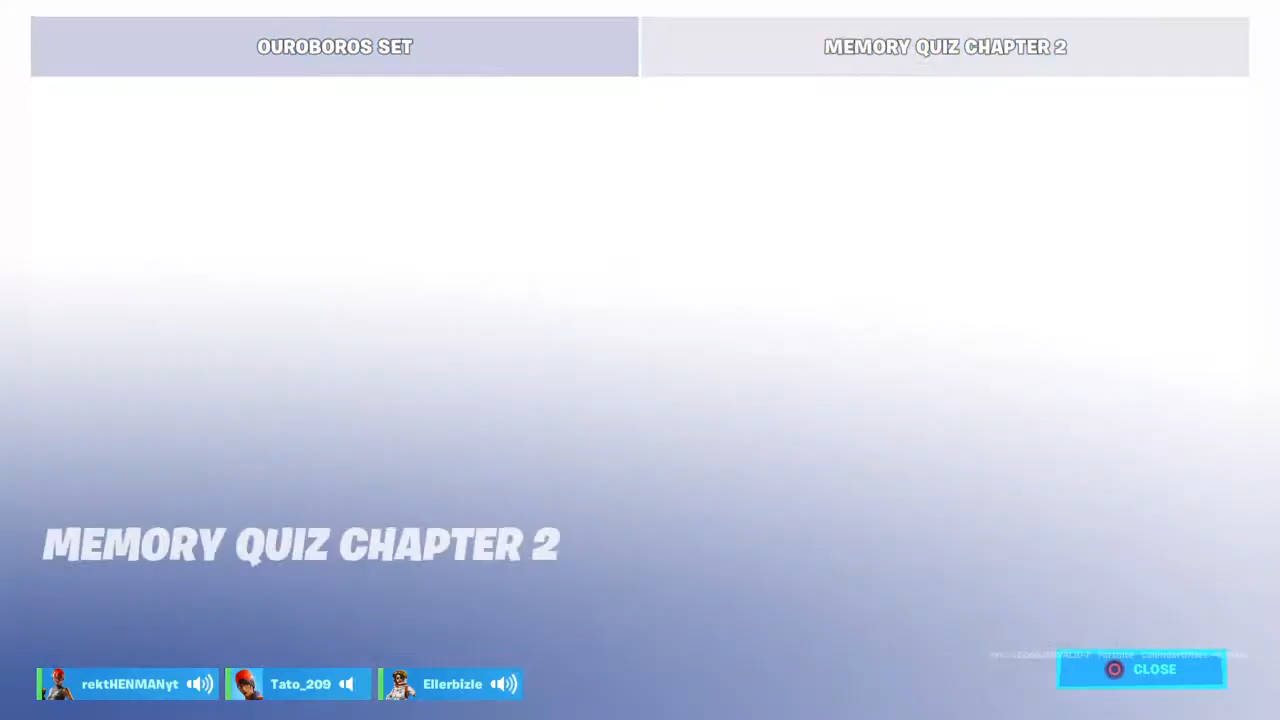 OUROBOROS SET
MEMORY QUIZ CHAPTER 2
MEMORY QUIZ CHAPTER 2
rektHENMANyt
Tato_209
Ellerbizle
CLOSE